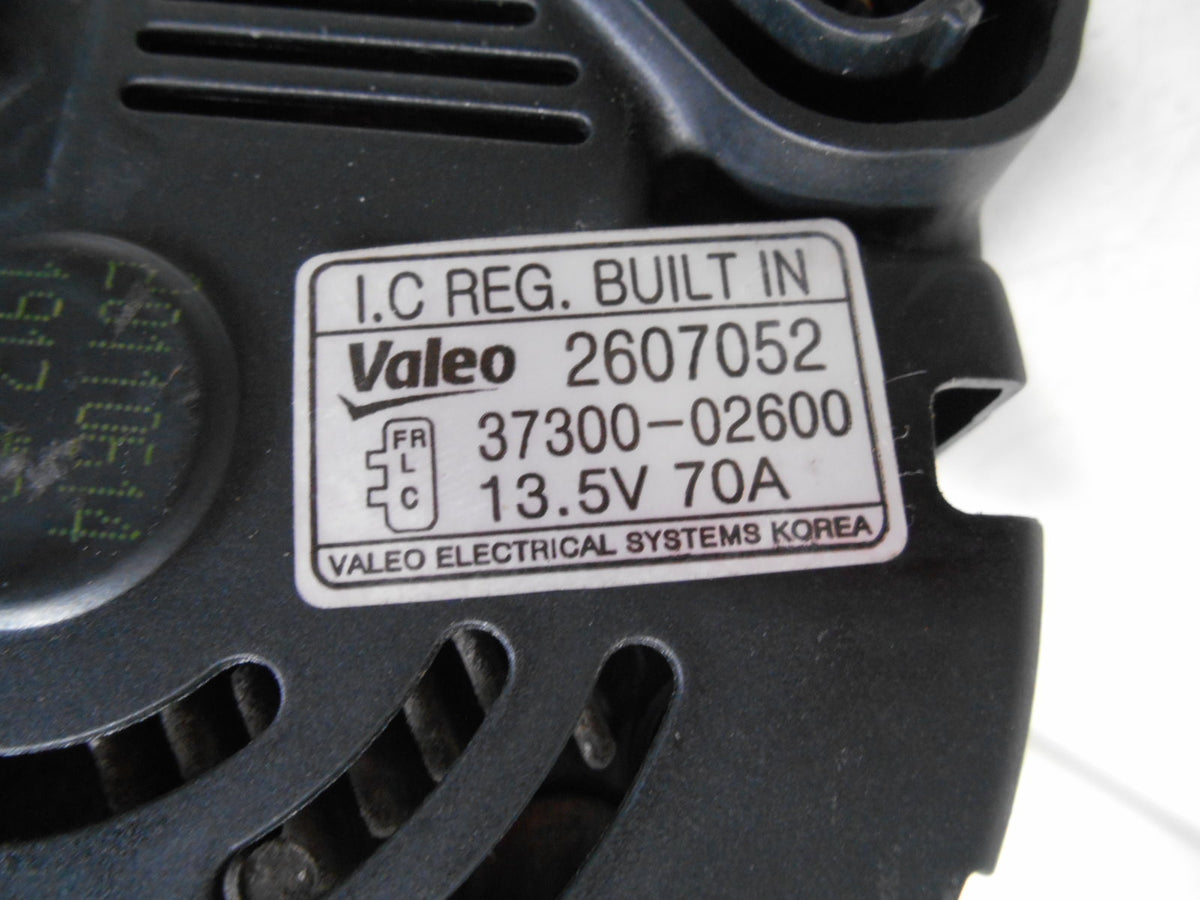 I.C REG. BUILT IN
Valeo 2607052
FR
L
C
37300-02600
13.5V 70A
VALEO ELECTRICAL SYSTEMS KOREA